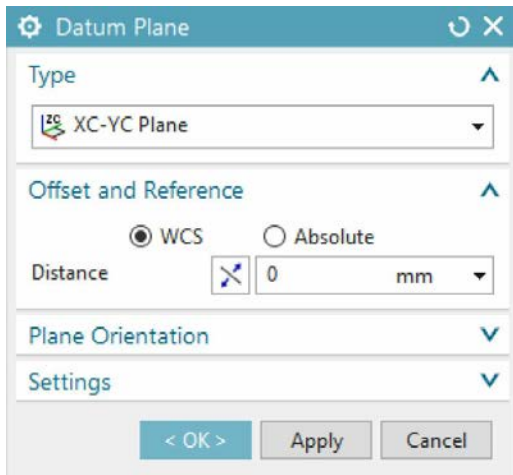 Datum Plane
Type
ZC XC-YC Plane
Offset and Reference
WCS Absolute
Distance 0 mm
Plane Orientation
Settings
< OK > Apply Cancel